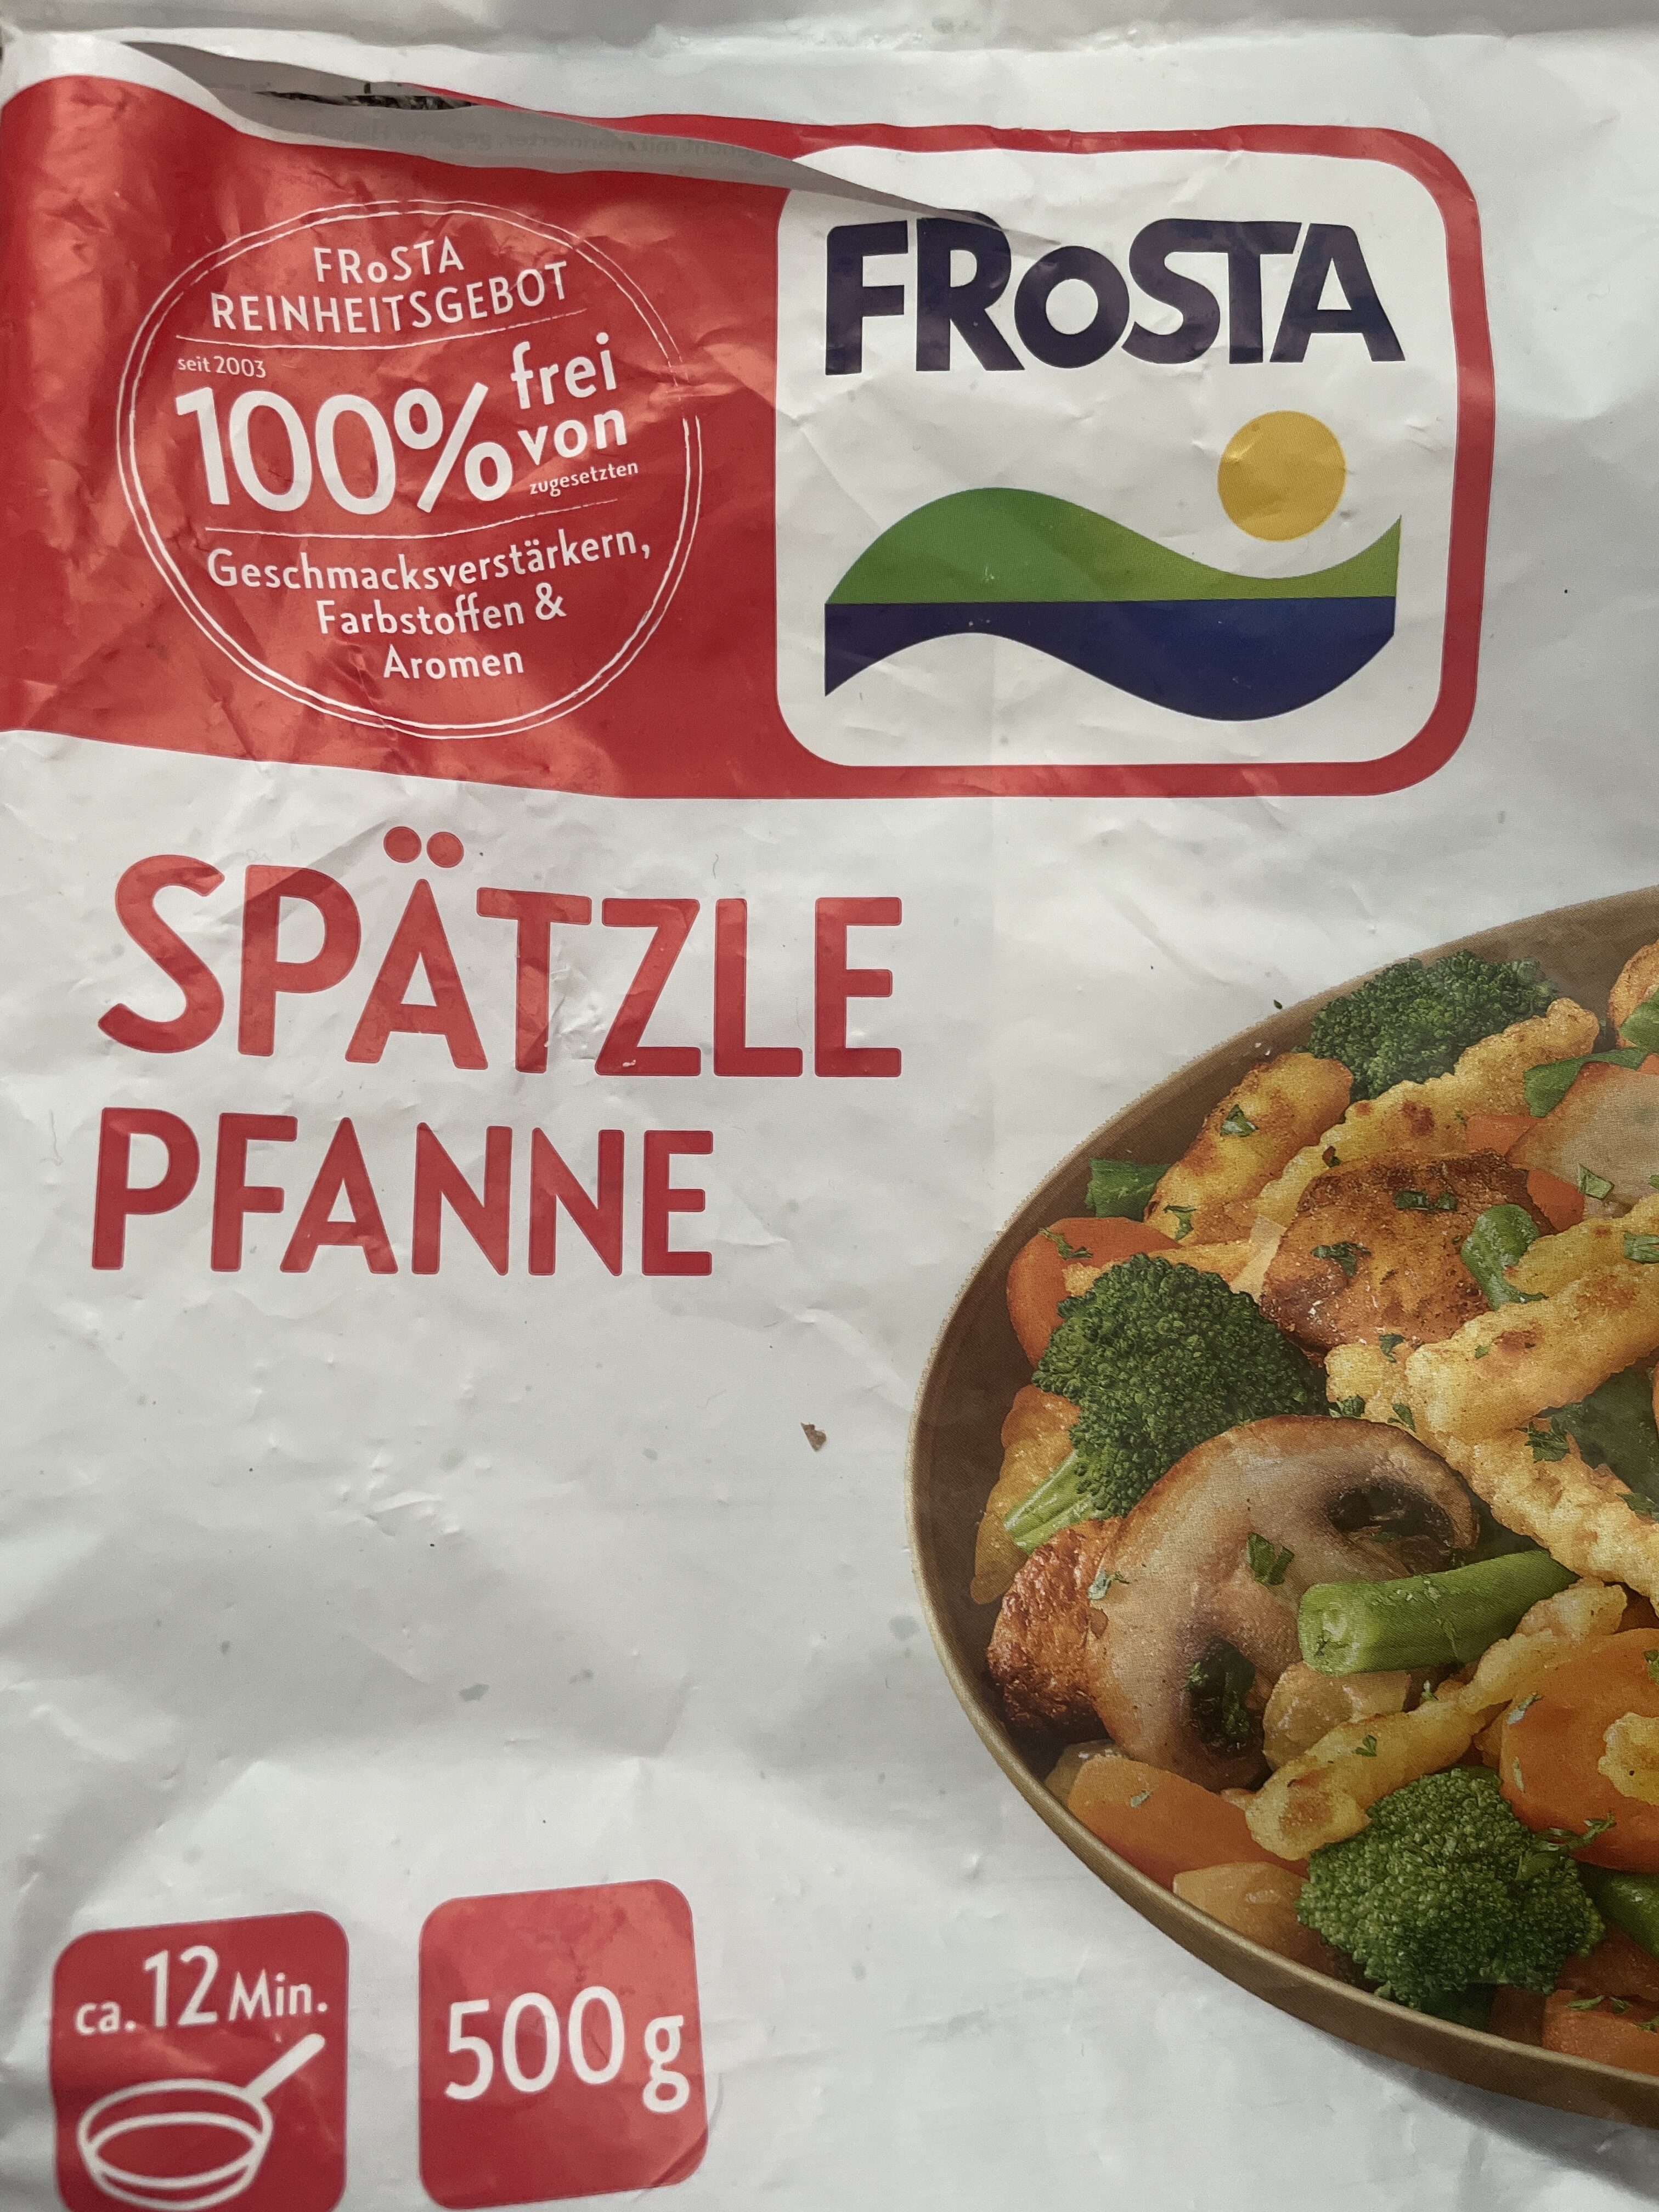 FRoSTA
REINHEITSGEBOT
seit 2003
100% frei
von
zugesetzten
Geschmacksverstärkern,
Farbstoffen &
Aromen
FRoSTA
SPÄTZLE
PFANNE
ca. 12 Min.
500 g